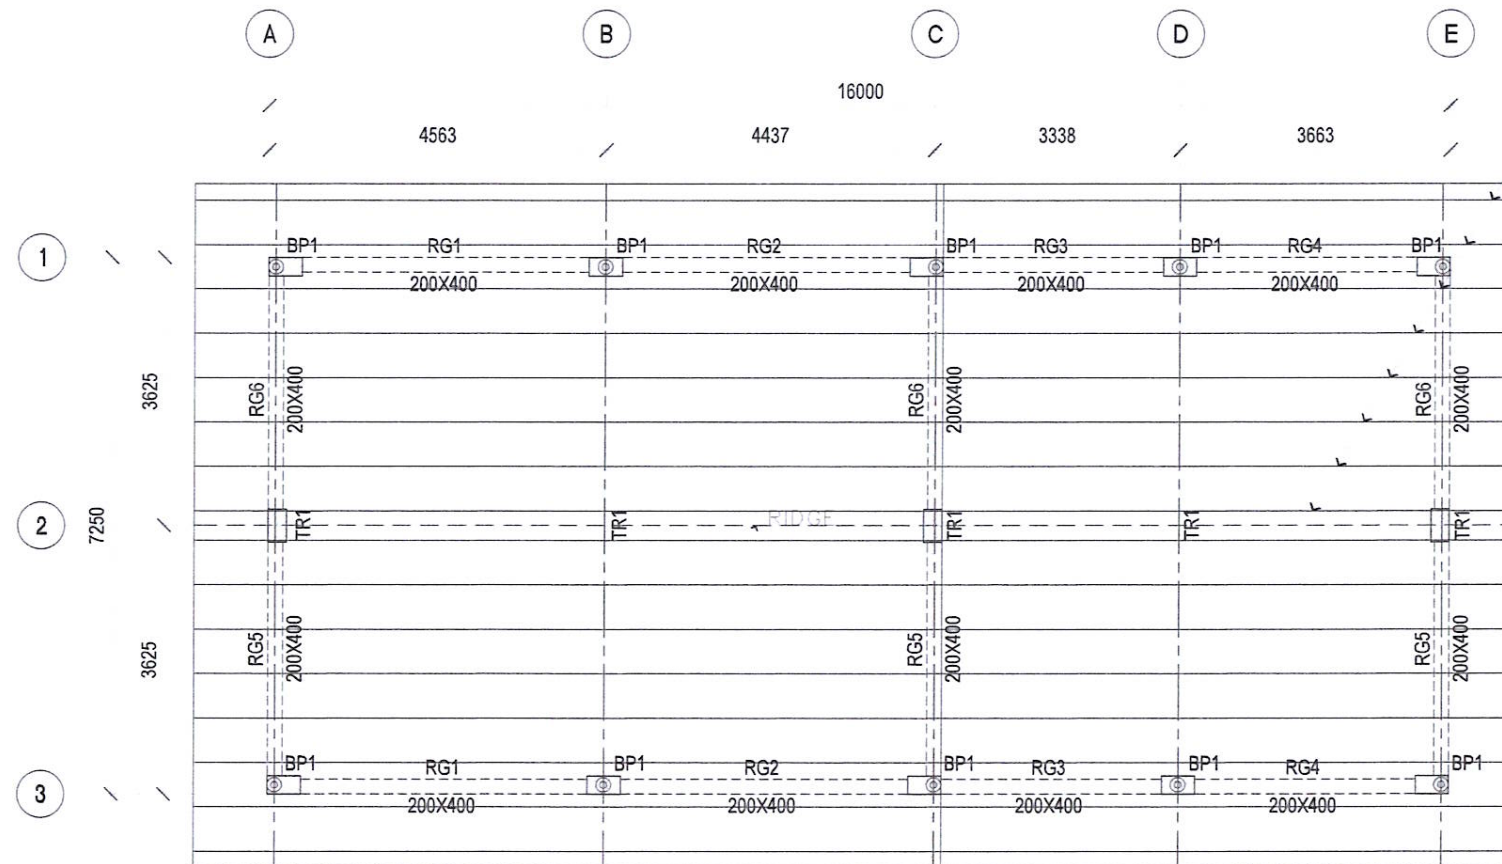 A B C D E
16000
4563 4437 3338 3663
1 BP1 RG1 BP1 RG2 BP1 RG3 BP1 RG4 BP1
200X400 200X400 200X400 200X400
3625
RG6 200X400 RG6 200X400 RG6 200X400
2 7250 TR1 TR1 RIDGE TR1 TR1 TR1
3625
RG5 200X400 RG5 200X400 RG5 200X400
3 BP1 RG1 BP1 RG2 BP1 RG3 BP1 RG4 BP1
200X400 200X400 200X400 200X400